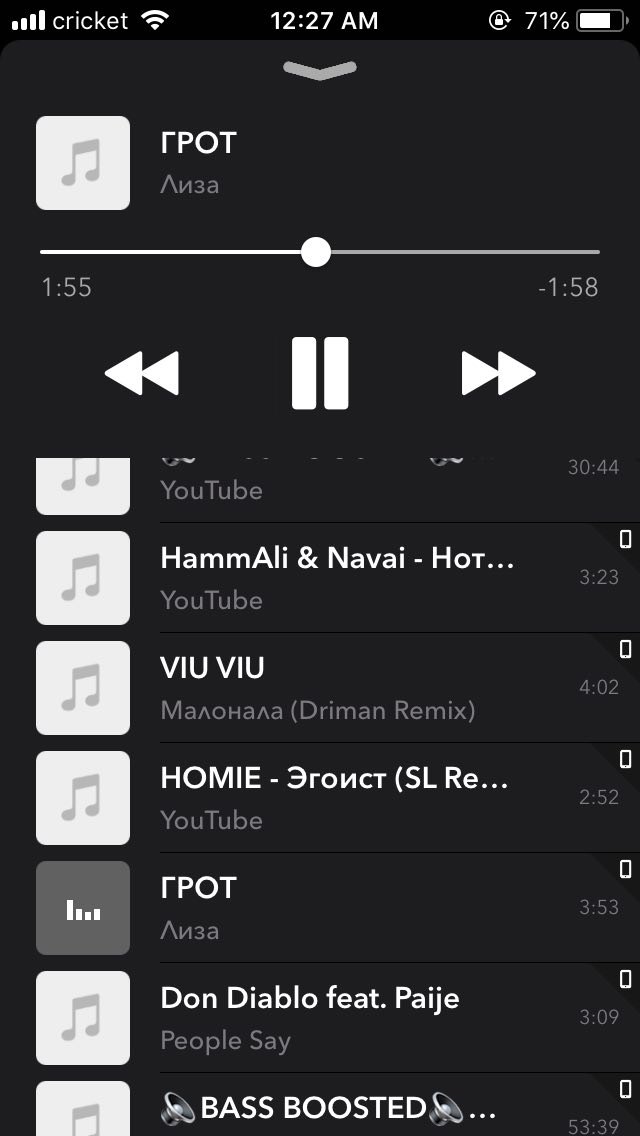 cricket 12:27 AM 71%
ГРОТ
Лиза
1:55 -1:58
30:44
YouTube
HammAli & Navai - Нот...
3:23
YouTube
VIU VIU
4:02
Малонала (Driman Remix)
HOMIE - Эгоист (SL Re...
2:52
YouTube
ГРОТ
3:53
Лиза
Don Diablo feat. Paije
3:09
People Say
🔈BASS BOOSTED🔈...
53:39